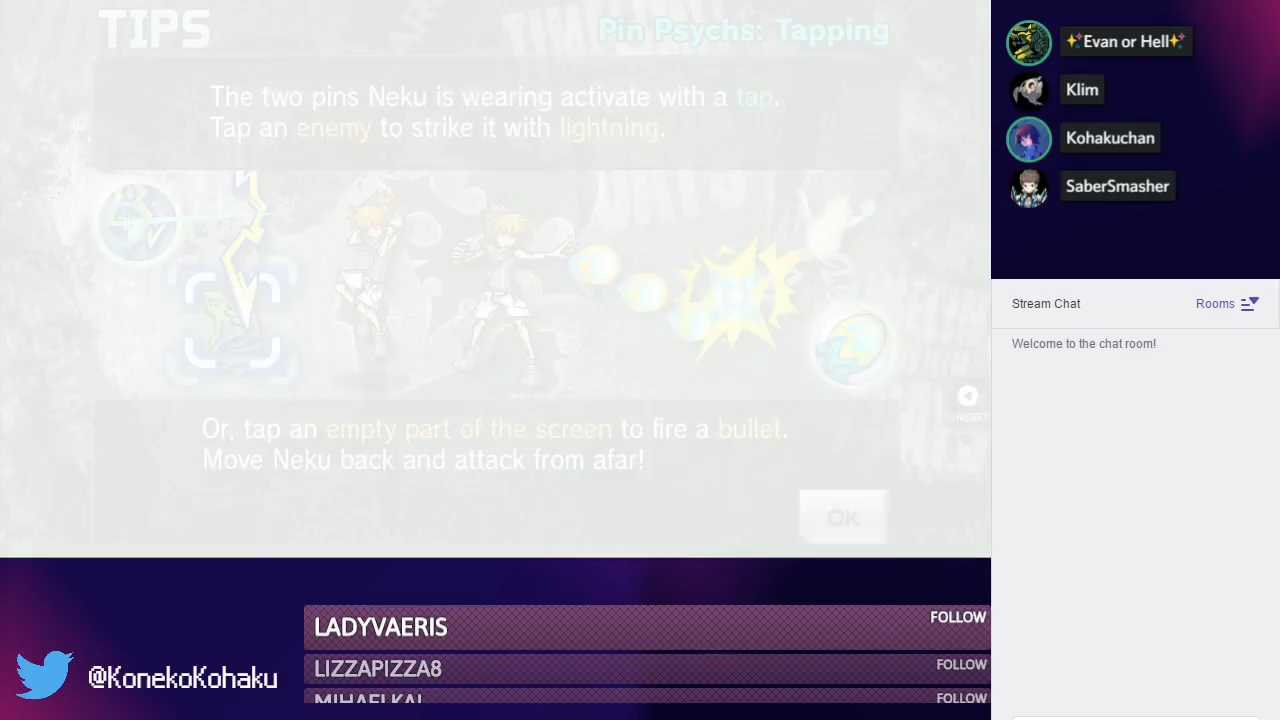 TIPS
Pin Psychs: Tapping
The two pins Neku is wearing activate with a tap.
Tap an enemy to strike it with lightning.
RESET
Or, tap an empty part of the screen to fire a bullet.
Move Neku back and attack from afar!
OK
✨Evan or Hell✨
Klim
Kohakuchan
SaberSmasher
Stream Chat
Rooms
Welcome to the chat room!
LADYVAERIS FOLLOW
LIZZAPIZZA8 FOLLOW
FOLLOW
@KonekoKohaku